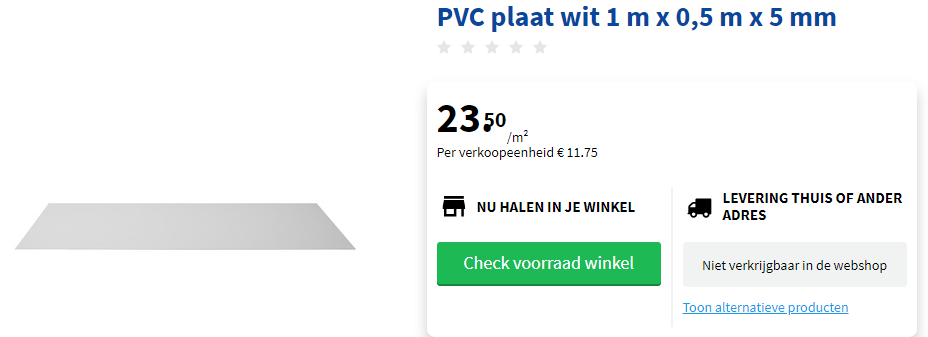 PVC plaat wit 1 m x 0,5 m x 5 mm
23.50 /m²
Per verkoopeenheid € 11.75
NU HALEN IN JE WINKEL
Check voorraad winkel
LEVERING THUIS OF ANDER
ADRES
Niet verkrijgbaar in de webshop
Toon alternatieve producten